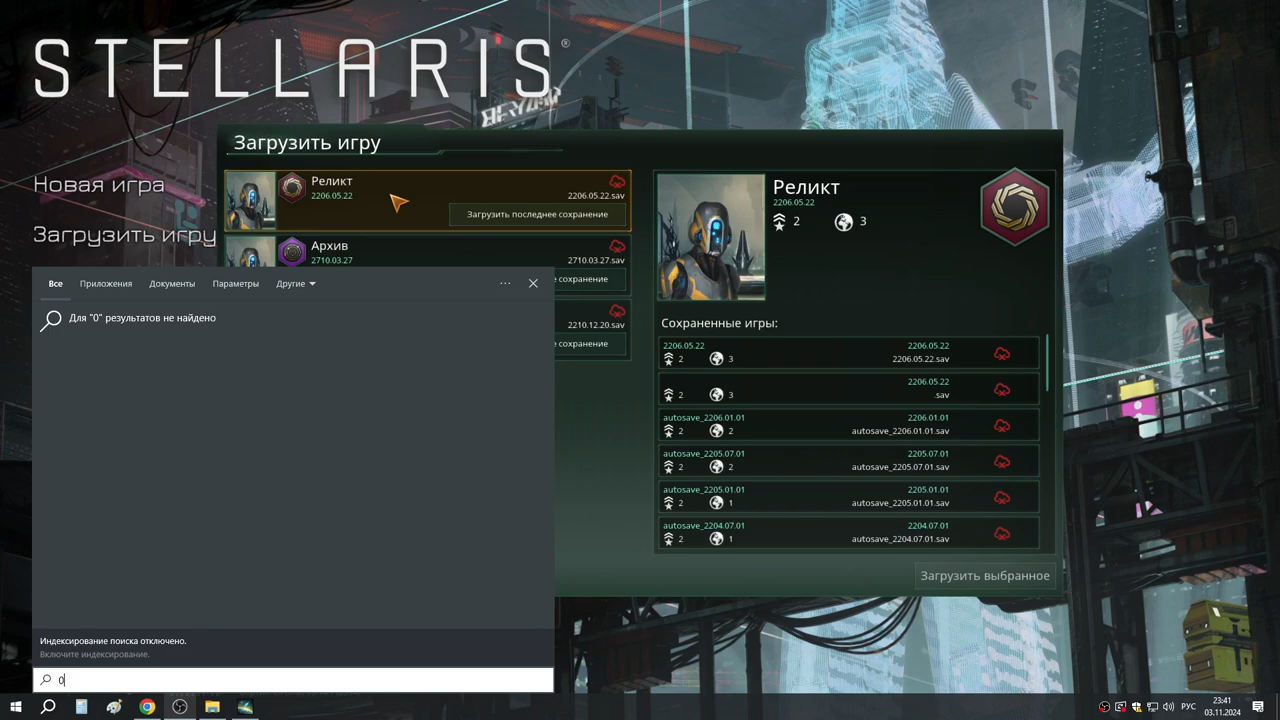 STELLARIS®
Загрузить игру
Новая игра
Загрузить игру
Реликт
2206.05.22
2206.05.22.sav
Загрузить последнее сохранение
Архив
2710.03.27
2710.03.27.sav
е сохранение
2210.12.20.sav
е сохранение
Реликт
2206.05.22
2
3
Сохраненные игры:
2206.05.22 2206.05.22
2 3 2206.05.22.sav
2206.05.22
2 3 .sav
autosave_2206.01.01 2206.01.01
2 2 autosave_2206.01.01.sav
autosave_2205.07.01 2205.07.01
2 2 autosave_2205.07.01.sav
autosave_2205.01.01 2205.01.01
2 1 autosave_2205.01.01.sav
autosave_2204.07.01 2204.07.01
2 1 autosave_2204.07.01.sav
Загрузить выбранное
Все Приложения Документы Параметры Другие ···
Для "0" результатов не найдено
Индексирование поиска отключено.
Включите индексирование.
0
РУС
23:41
03.11.2024